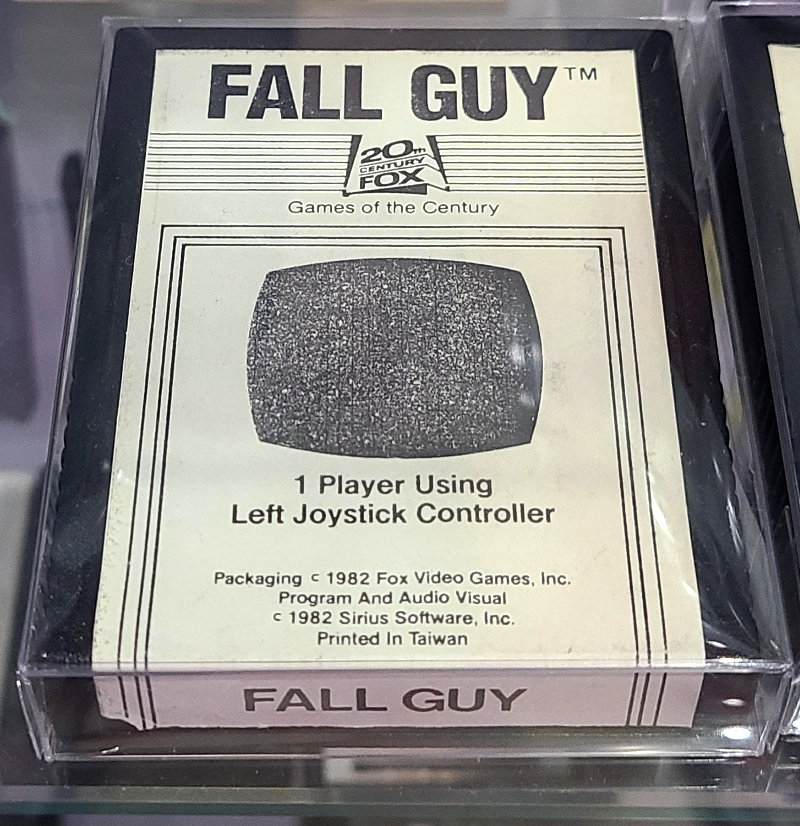 FALL GUY™
20th
CENTURY
FOX
Games of the Century
1 Player Using
Left Joystick Controller
Packaging c 1982 Fox Video Games, Inc.
Program And Audio Visual
c 1982 Sirius Software, Inc.
Printed In Taiwan
FALL GUY